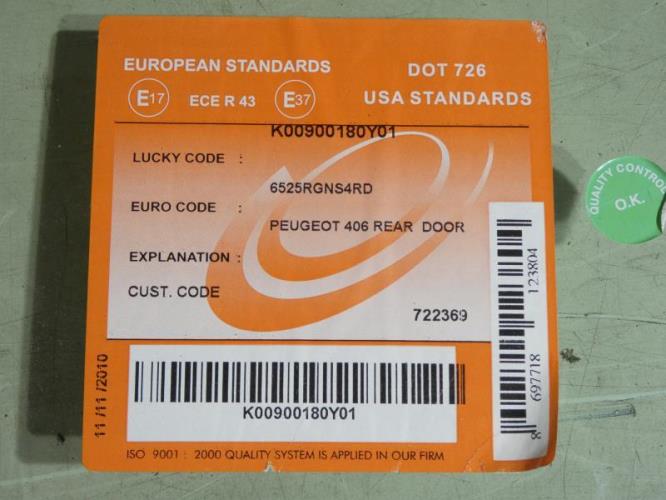 EUROPEAN STANDARDS
E17 ECE R 43 E37
DOT 726
USA STANDARDS
K00900180Y01
LUCKY CODE :
6525RGNS4RD
EURO CODE :
PEUGEOT 406 REAR DOOR
EXPLANATION :
CUST. CODE
722369
K00900180Y01
11 /11 /2010
ISO 9001 : 2000 QUALITY SYSTEM IS APPLIED IN OUR FIRM
8 697718 123804
QUALITY CONTROL
O.K.